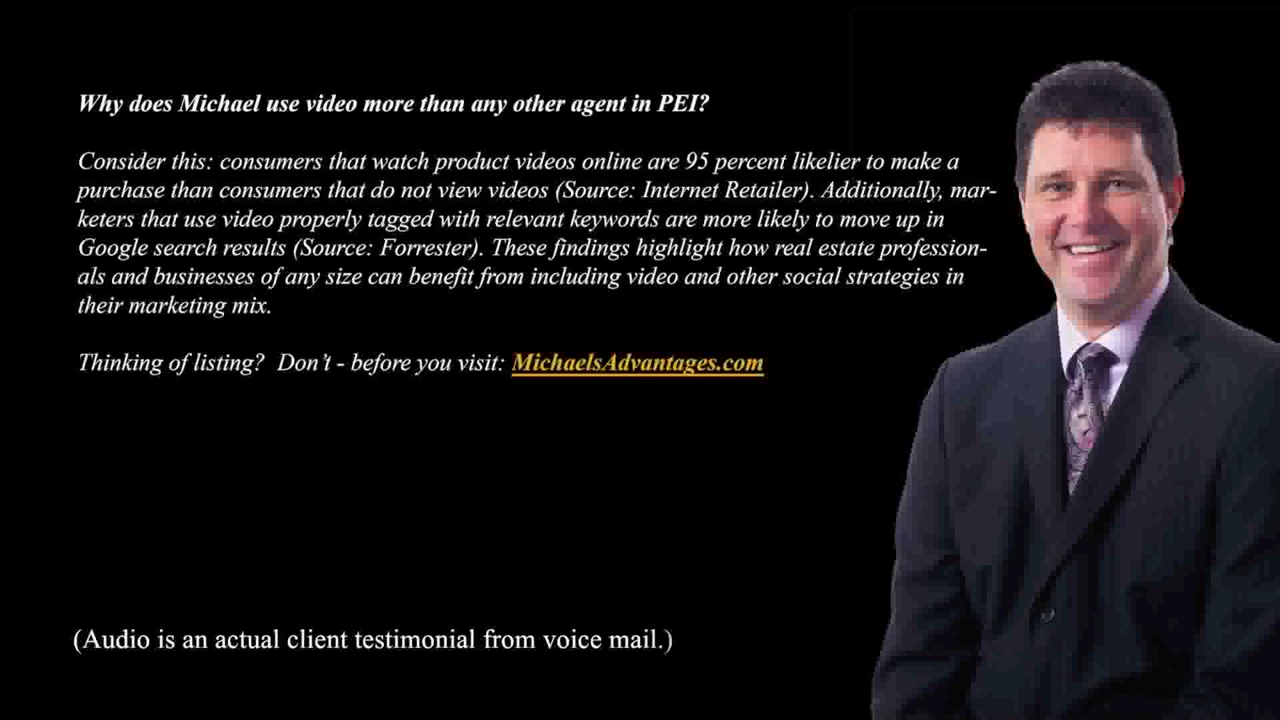 Why does Michael use video more than any other agent in PEI?
Consider this: consumers that watch product videos online are 95 percent likelier to make a
purchase than consumers that do not view videos (Source: Internet Retailer). Additionally, mar-
keters that use video properly tagged with relevant keywords are more likely to move up in
Google search results (Source: Forrester). These findings highlight how real estate profession-
als and businesses of any size can benefit from including video and other social strategies in
their marketing mix.
Thinking of listing? Don't - before you visit: MichaelsAdvantages.com
(Audio is an actual client testimonial from voice mail.)